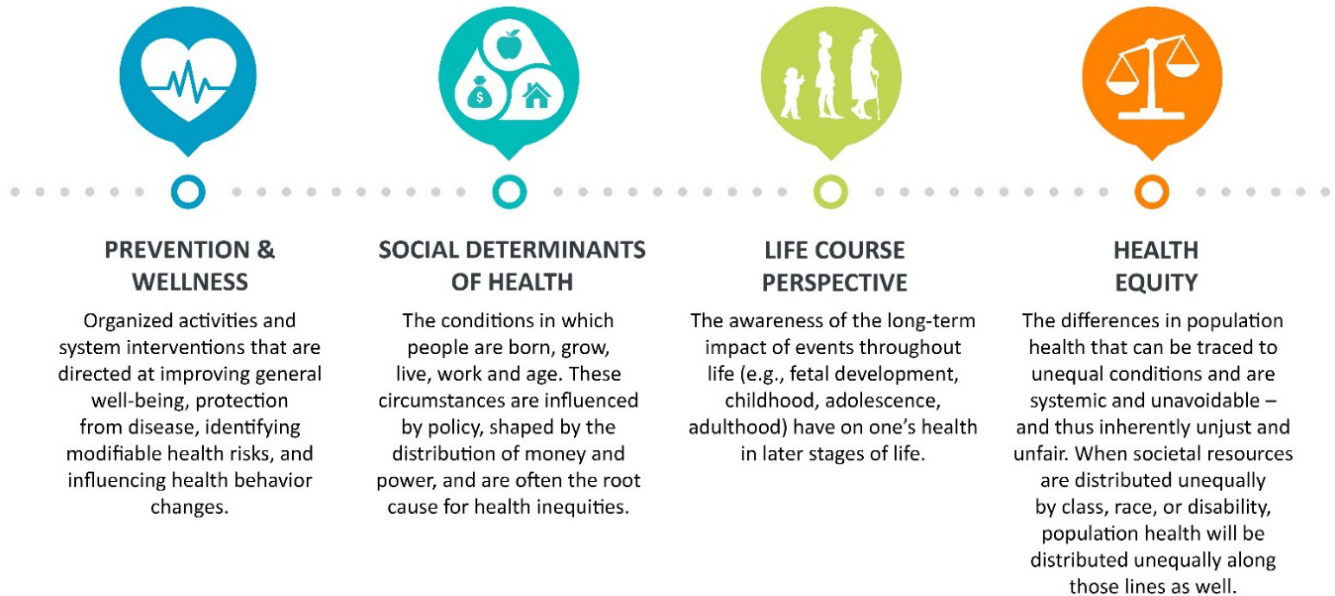 $
PREVENTION &
WELLNESS
Organized activities and
system interventions that are
directed at improving general
well-being, protection
from disease, identifying
modifiable health risks, and
influencing health behavior
changes.
SOCIAL DETERMINANTS
OF HEALTH
The conditions in which
people are born, grow,
live, work and age. These
circumstances are influenced
by policy, shaped by the
distribution of money and
power, and are often the root
cause for health inequities.
LIFE COURSE
PERSPECTIVE
The awareness of the long-term
impact of events throughout
life (e.g., fetal development,
childhood, adolescence,
adulthood) have on one's health
in later stages of life.
HEALTH
EQUITY
The differences in population
health that can be traced to
unequal conditions and are
systemic and unavoidable –
and thus inherently unjust and
unfair. When societal resources
are distributed unequally
by class, race, or disability,
population health will be
distributed unequally along
those lines as well.